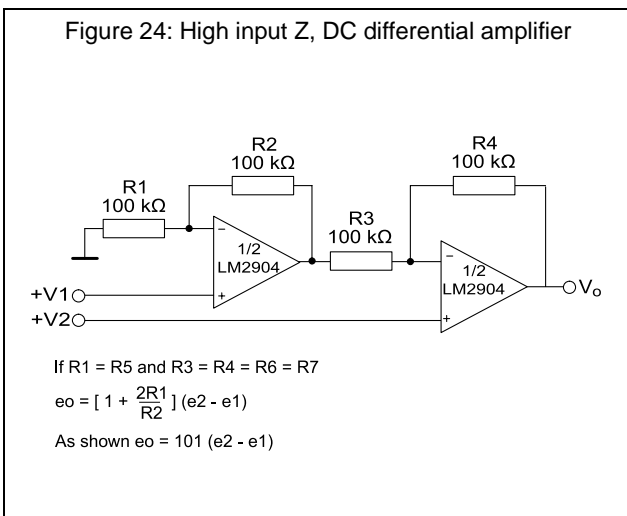 Figure 24: High input Z, DC differential amplifier
R2
100 kΩ
R4
100 kΩ
R1
100 kΩ
R3
100 kΩ
−
1/2
LM2904
+
−
1/2
LM2904
+
+V1
+V2
Vo
If R1 = R5 and R3 = R4 = R6 = R7
eo = [ 1 + 2R1/R2 ] (e2 - e1)
As shown eo = 101 (e2 - e1)